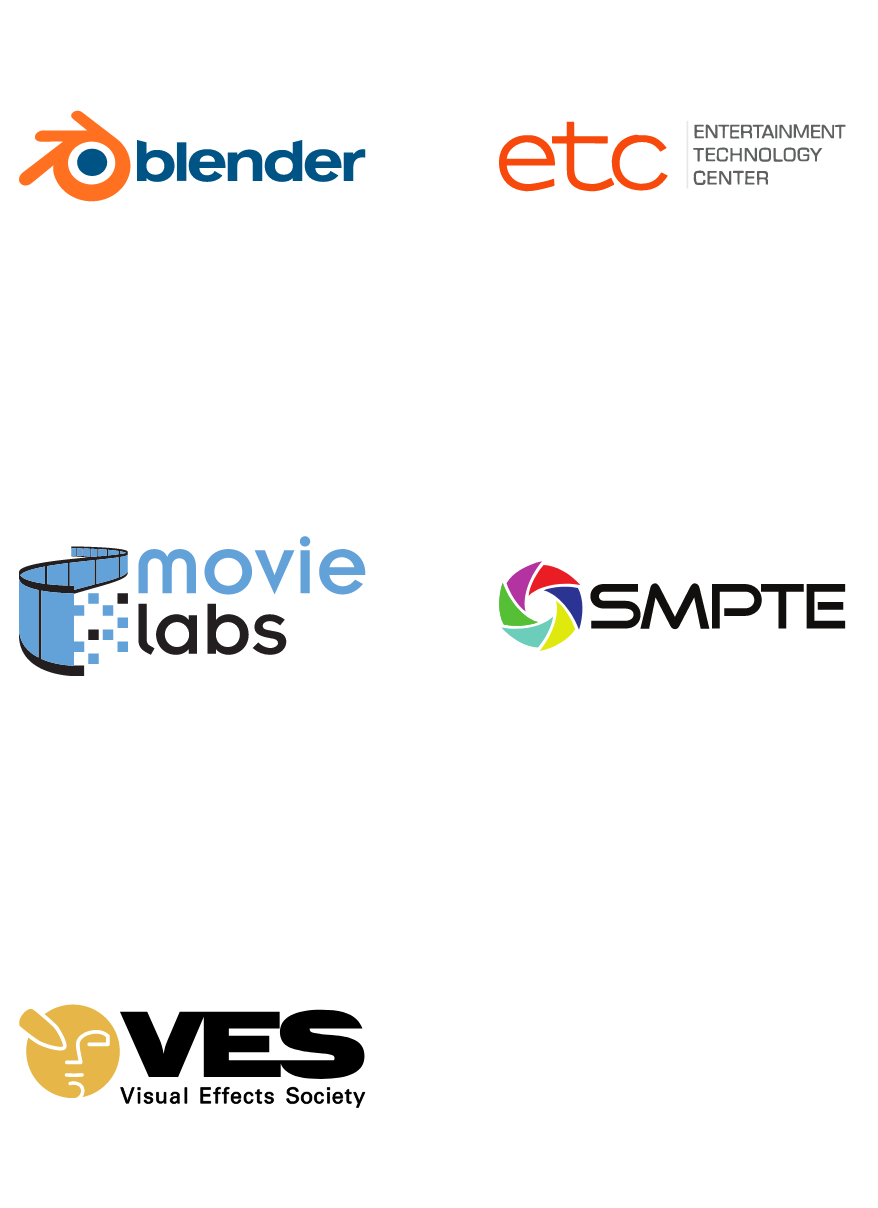 blender
etc
ENTERTAINMENT
TECHNOLOGY
CENTER
movie
labs
SMPTE
VES
Visual Effects Society